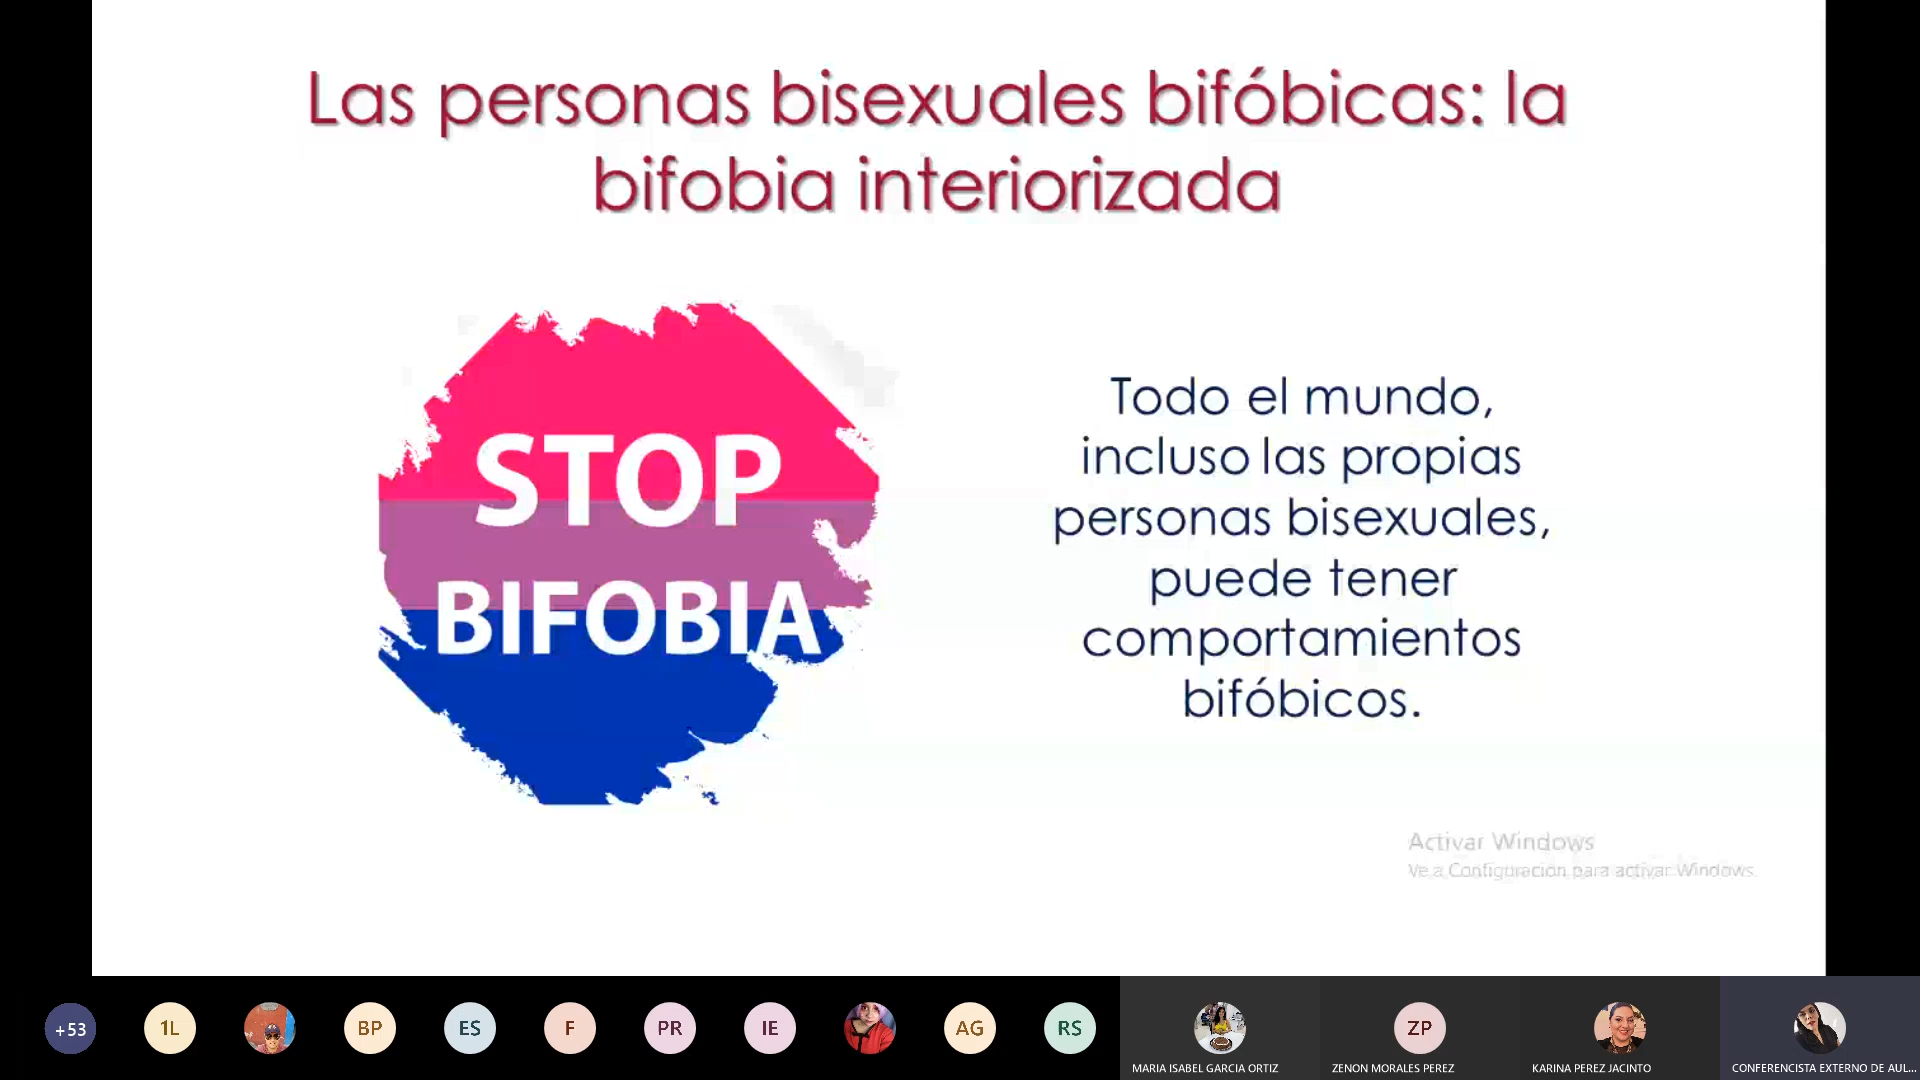 Las personas bisexuales bifóbicas: la
bifobia interiorizada
STOP
BIFOBIA
Todo el mundo,
incluso las propias
personas bisexuales,
puede tener
comportamientos
bifóbicos.
Activar Windows
Ve a Configuración para activar Windows.
+53
1L
BP
ES
F
PR
IE
AG
RS
ZP
MARIA ISABEL GARCIA ORTIZ
ZENON MORALES PEREZ
KARINA PEREZ JACINTO
CONFERENCISTA EXTERNO DE AUL...